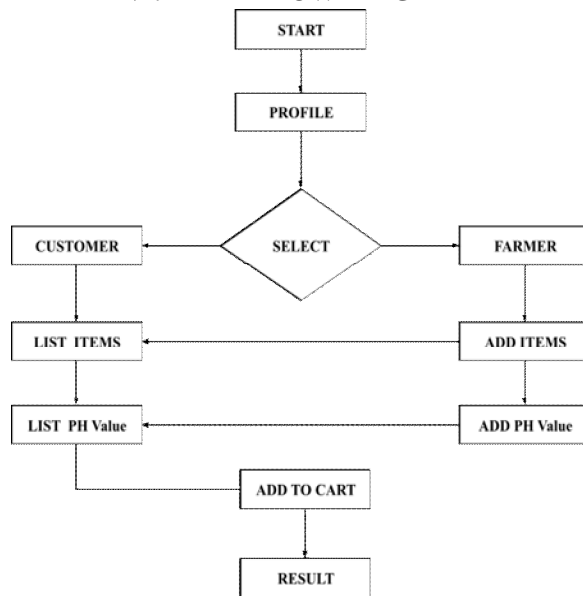 START
PROFILE
CUSTOMER
SELECT
FARMER
LIST ITEMS
ADD ITEMS
LIST PH Value
ADD PH Value
ADD TO CART
RESULT